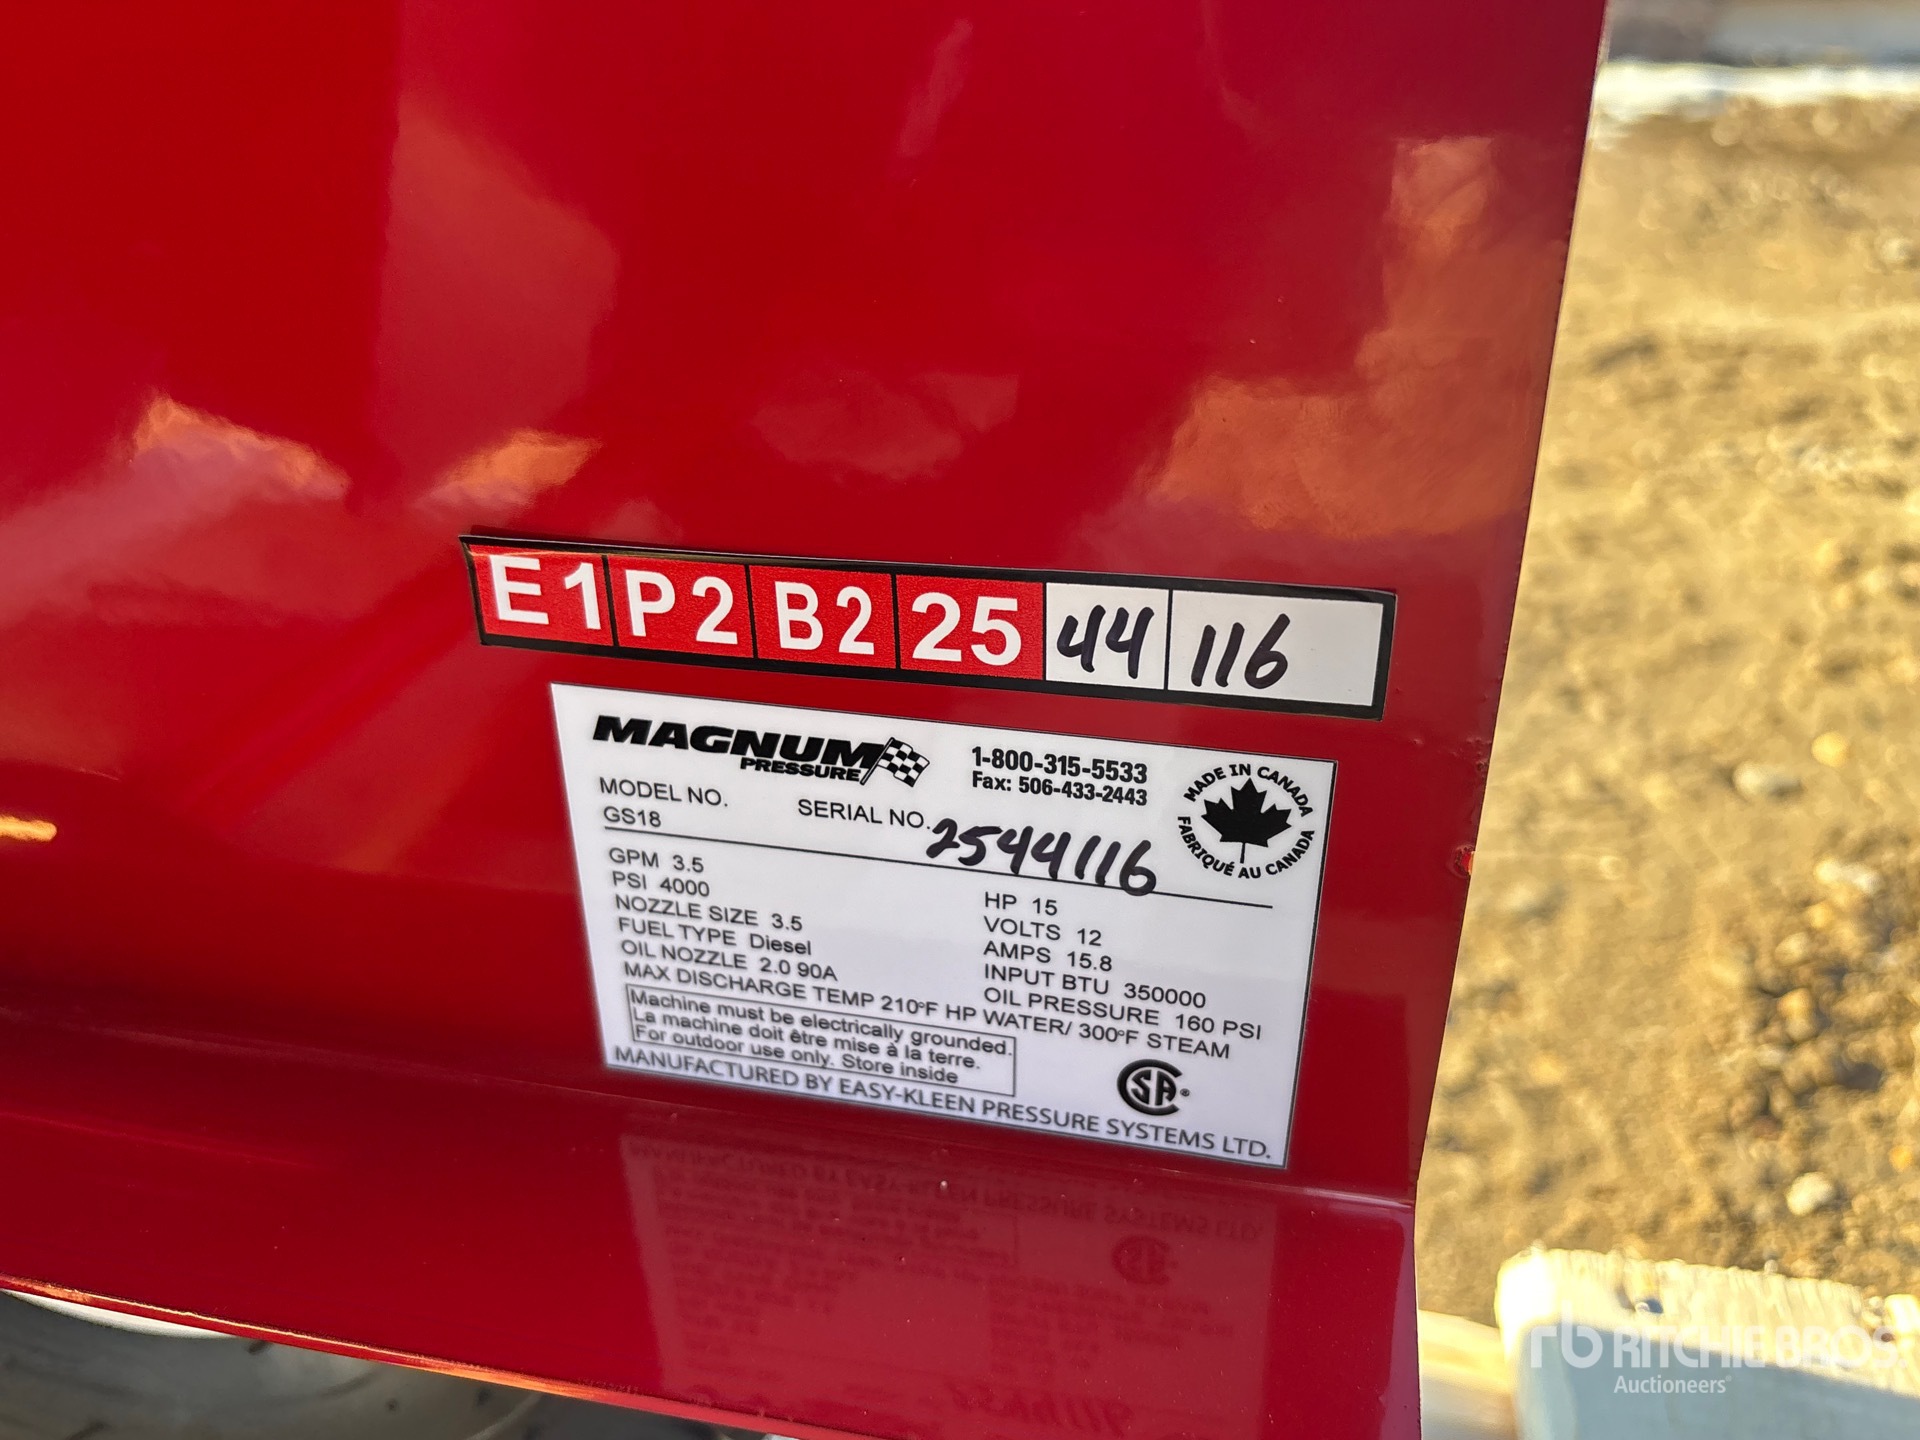 E1 P2 B2 25 44 116
MAGNUM
PRESSURE
1-800-315-5533
Fax: 506-433-2443
MADE IN CANADA
FABRIQUÉ AU CANADA
MODEL NO.
GS18
SERIAL NO. 2544116
GPM 3.5
PSI 4000
NOZZLE SIZE 3.5
FUEL TYPE Diesel
OIL NOZZLE 2.0 90A
HP 15
VOLTS 12
AMPS 15.8
INPUT BTU 350000
OIL PRESSURE 160 PSI
MAX DISCHARGE TEMP 210°F HP WATER/ 300°F STEAM
Machine must be electrically grounded.
La machine doit être mise à la terre.
For outdoor use only. Store inside
CSA®
MANUFACTURED BY EASY-KLEEN PRESSURE SYSTEMS LTD.
rb RITCHIE BROS.
Auctioneers